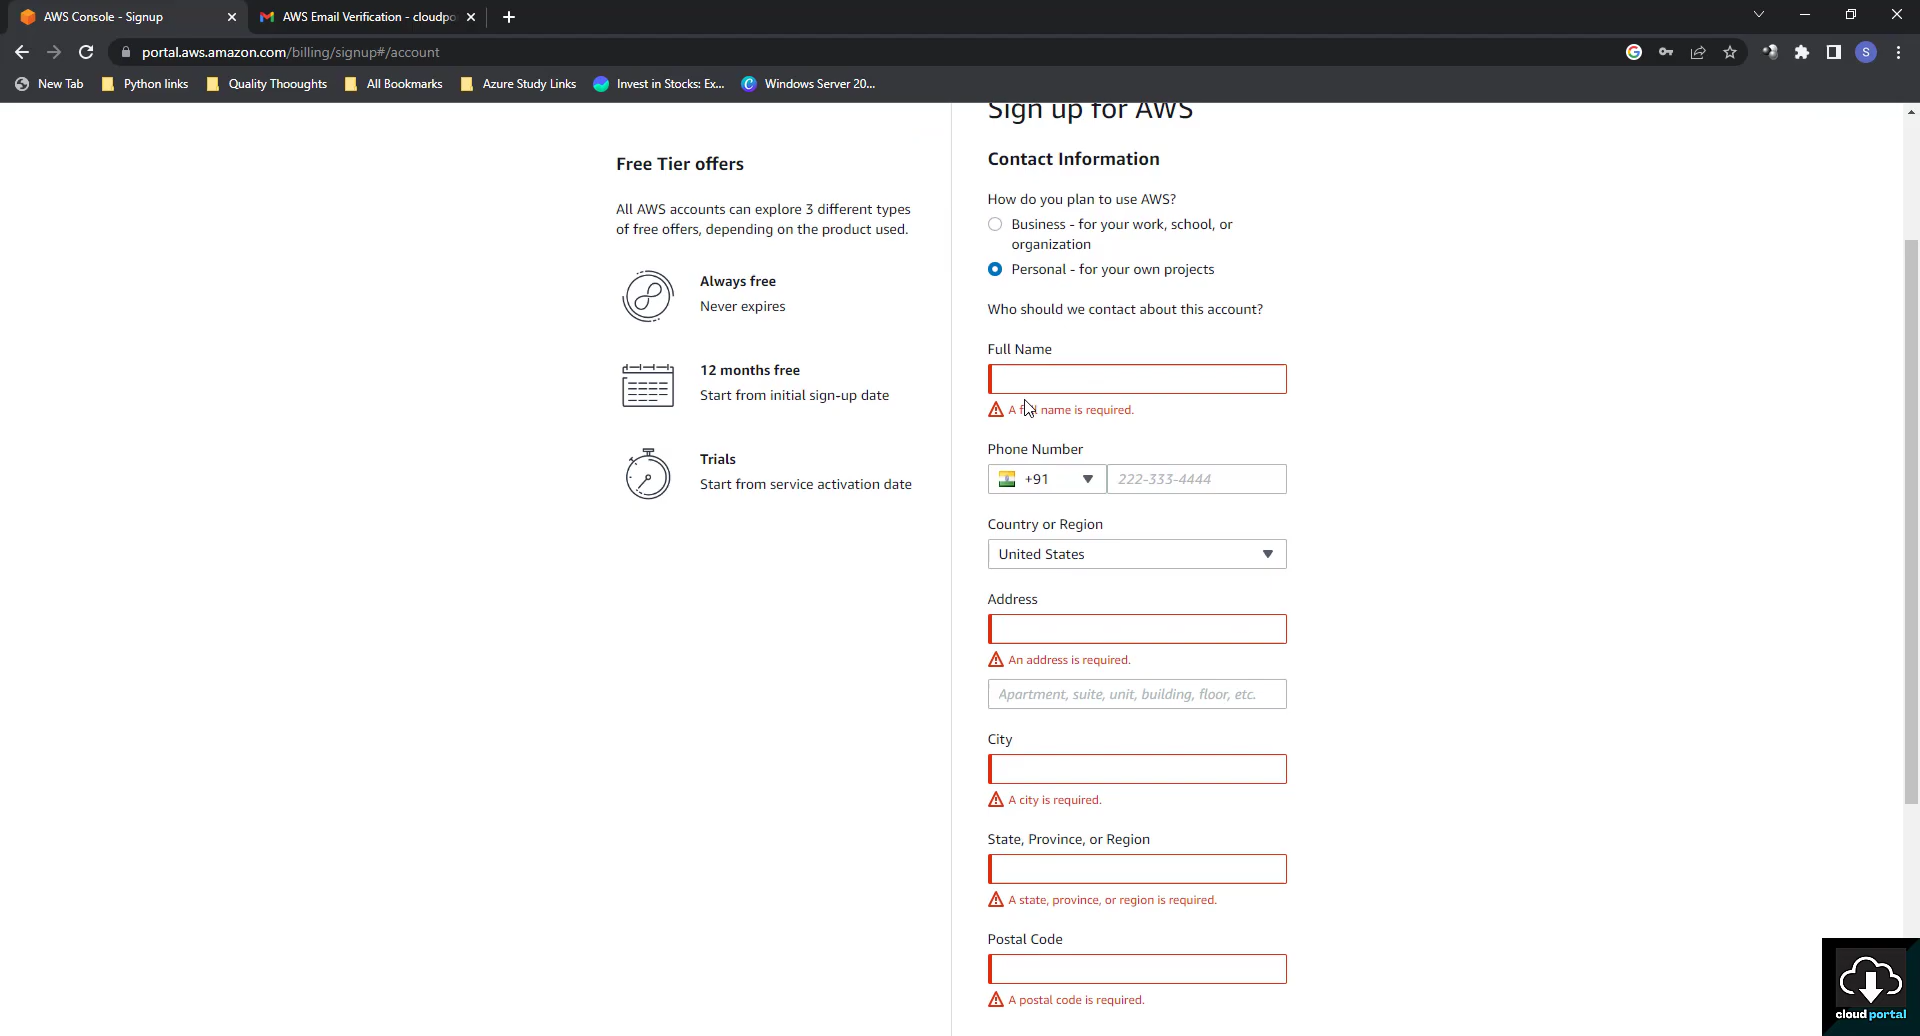 AWS Console - Signup
AWS Email Verification - cloudpo
portal.aws.amazon.com/billing/signup#/account
S
New Tab
Python links
Quality Thooughts
All Bookmarks
Azure Study Links
Invest in Stocks: Ex...
Windows Server 20...
Free Tier offers
All AWS accounts can explore 3 different types
of free offers, depending on the product used.
Always free
Never expires
12 months free
Start from initial sign-up date
Trials
Start from service activation date
Sign up for AWS
Contact Information
How do you plan to use AWS?
Business - for your work, school, or
organization
Personal - for your own projects
Who should we contact about this account?
Full Name
A full name is required.
Phone Number
+91
222-333-4444
Country or Region
United States
Address
An address is required.
Apartment, suite, unit, building, floor, etc.
City
A city is required.
State, Province, or Region
A state, province, or region is required.
Postal Code
A postal code is required.
cloud portal